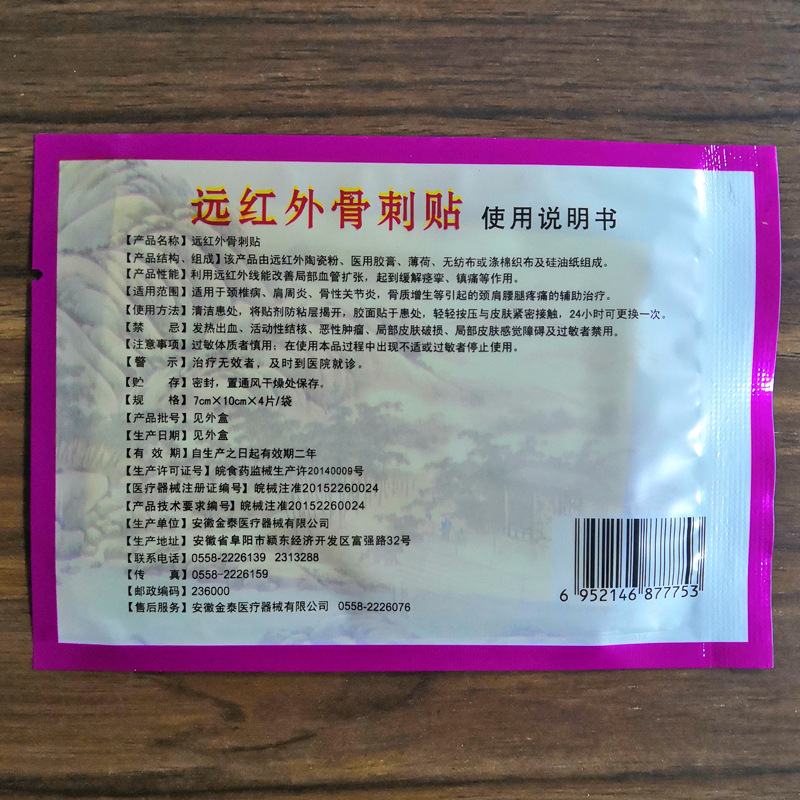 远红外骨刺贴 使用说明书
【产品名称】远红外骨刺贴
【产品结构、组成】该产品由远红外陶瓷粉、医用胶膏、薄荷、无纺布或涤棉织布及硅油纸组成。
【产品性能】利用远红外线能改善局部血管扩张，起到缓解痉挛、镇痛等作用。
【适用范围】适用于颈椎病、肩周炎、骨性关节炎，骨质增生等引起的颈肩腰腿疼痛的辅助治疗。
【使用方法】清洁患处，将贴剂防粘层揭开，胶面贴于患处，轻轻按压与皮肤紧密接触，24小时可更换一次。
【禁 忌】发热出血、活动性结核、恶性肿瘤、局部皮肤破损、局部皮肤感觉障碍及过敏者禁用。
【注意事项】过敏体质者慎用；在使用本品过程中出现不适或过敏者停止使用。
【警 示】治疗无效者，及时到医院就诊。
【贮 存】密封，置通风干燥处保存。
【规 格】7cm×10cm×4片/袋
【产品批号】见外盒
【生产日期】见外盒
【有 效 期】自生产之日起有效期二年
【生产许可证号】皖食药监械生产许20140009号
【医疗器械注册证编号】皖械注准20152260024
【产品技术要求编号】皖械注准20152260024
【生产单位】安徽金泰医疗器械有限公司
【生产地址】安徽省阜阳市颍东经济开发区富强路32号
【联系电话】0558-2226139 2313288
【传 真】0558-2226159
【邮政编码】236000
【售后服务】安徽金泰医疗器械有限公司 0558-2226076
6 952146 877753